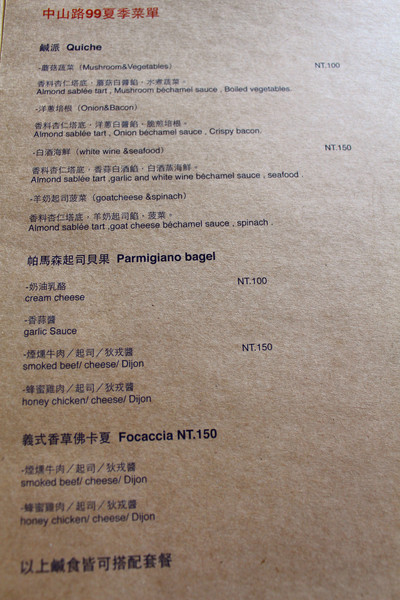 中山路99夏季菜單
鹹派 Quiche
-蘑菇蔬菜（Mushroom&Vegetables） NT.100
香料杏仁塔底．蘑菇白醬餡．水煮蔬菜。
Almond sablée tart , Mushroom béchamel sauce , Boiled vegetables.
-洋蔥培根（Onion&Bacon）
香料杏仁塔底．洋蔥白醬餡．脆煎培根。
Almond sablée tart , Onion béchamel sauce , Crispy bacon.
-白酒海鮮（white wine &seafood） NT.150
香料杏仁塔底．香蒜白酒餡．白酒蒸海鮮。
Almond sablée tart ,garlic and white wine béchamel sauce , seafood .
-羊奶起司菠菜（goatcheese &spinach）
香料杏仁塔底．羊奶起司餡．菠菜。
Almond sablée tart ,goat cheese béchamel sauce , spinach .
帕馬森起司貝果 Parmigiano bagel
-奶油乳酪 NT.100
cream cheese
-香蒜醬
garlic Sauce
-煙燻牛肉／起司／狄戎醬 NT.150
smoked beef/ cheese/ Dijon
-蜂蜜雞肉／起司／狄戎醬
honey chicken/ cheese/ Dijon
義式香草佛卡夏 Focaccia NT.150
-煙燻牛肉／起司／狄戎醬
smoked beef/ cheese/ Dijon
-蜂蜜雞肉／起司／狄戎醬
honey chicken/ cheese/ Dijon
以上鹹食皆可搭配套餐